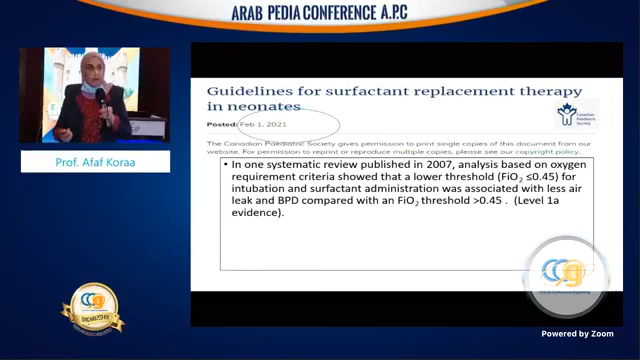 ARAB PEDIA CONFERENCE A.P.C
Guidelines for surfactant replacement therapy
in neonates
Posted: Feb 1, 2021
Canadian
Paediatric
Society
The Canadian Paediatric Society gives permission to print single copies of this document from our
website. For permission to reprint or reproduce multiple copies, please see our copyright policy.
• In one systematic review published in 2007, analysis based on oxygen
requirement criteria showed that a lower threshold (FiO₂ ≤0.45) for
intubation and surfactant administration was associated with less air
leak and BPD compared with an FiO₂ threshold >0.45 . (Level 1a
evidence).
Prof. Afaf Koraa
ORGANIZED BY
Powered by Zoom